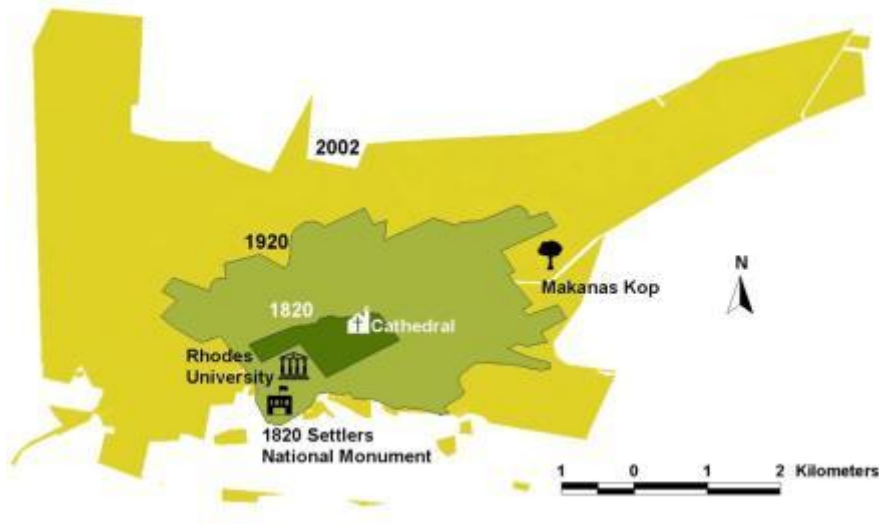 2002
1920
N
Makanas Kop
1820
Cathedral
Rhodes
University
1820 Settlers
National Monument
1 0 1 2 Kilometers